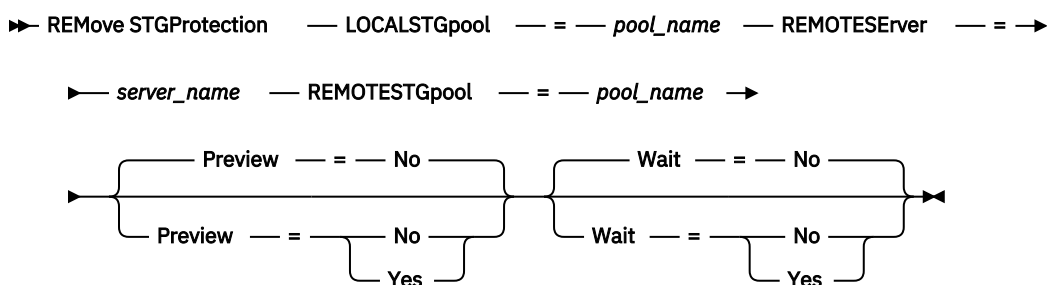 REMove STGProtection LOCALSTGpool = pool_name REMOTESErver =
server_name REMOTESTGpool = pool_name
Preview = No Wait = No
Preview = No Wait = No
Yes Yes